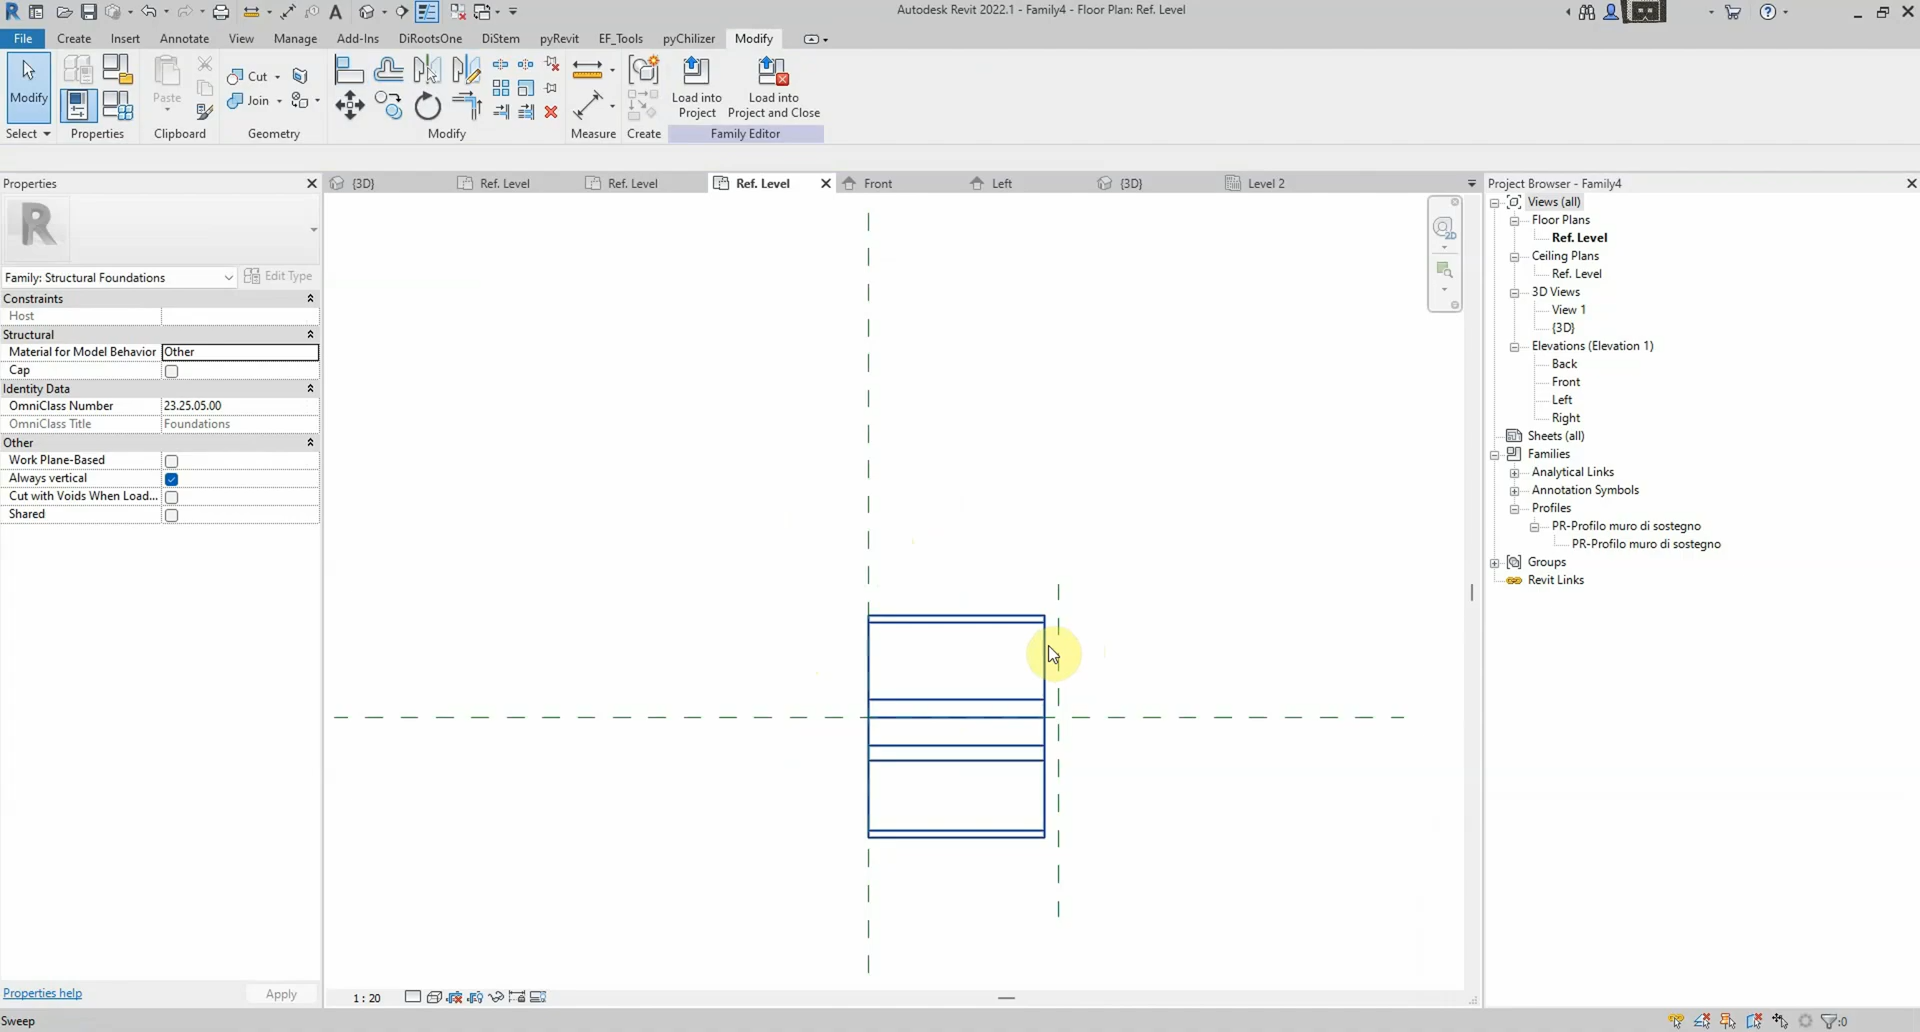 Autodesk Revit 2022.1 - Family4 - Floor Plan: Ref. Level
File Create Insert Annotate View Manage Add-Ins DiRootsOne DiStem pyRevit EF_Tools pyChilizer Modify
Modify Paste Cut Join Load into Project Load into Project and Close
Select Properties Clipboard Geometry Modify Measure Create Family Editor
Properties
{3D} Ref. Level Ref. Level Ref. Level Front Left {3D} Level 2
Project Browser - Family4
Family: Structural Foundations Edit Type
Constraints
Host
Structural
Material for Model Behavior Other
Cap
Identity Data
OmniClass Number 23.25.05.00
OmniClass Title Foundations
Other
Work Plane-Based
Always vertical
Cut with Voids When Load...
Shared
2D
Views (all)
Floor Plans
Ref. Level
Ceiling Plans
Ref. Level
3D Views
View 1
{3D}
Elevations (Elevation 1)
Back
Front
Left
Right
Sheets (all)
Families
Analytical Links
Annotation Symbols
Profiles
PR-Profilo muro di sostegno
PR-Profilo muro di sostegno
Groups
Revit Links
Properties help Apply
1 : 20
Sweep
:0